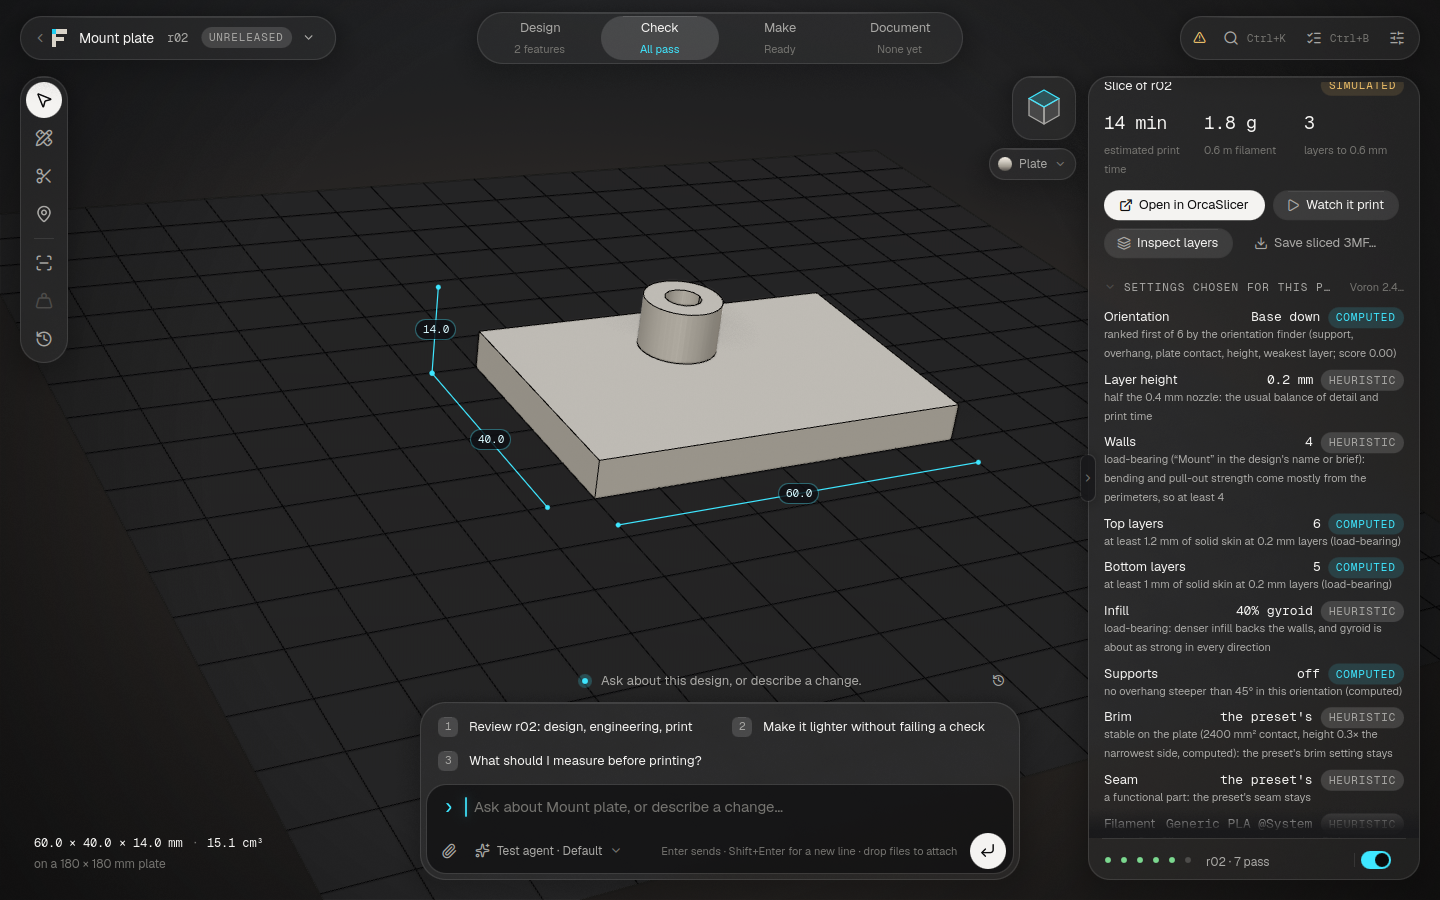 Mount plate r02 UNRELEASED
Design
2 features
Check
All pass
Make
Ready
Document
None yet
Ctrl+K
Ctrl+B
Plate
14.0
40.0
60.0
Slice of r02 SIMULATED
14 min 1.8 g 3
estimated print time 0.6 m filament layers to 0.6 mm
Open in OrcaSlicer Watch it print
Inspect layers Save sliced 3MF...
SETTINGS CHOSEN FOR THIS P… Voron 2.4…
Orientation Base down COMPUTED
ranked first of 6 by the orientation finder (support,
overhang, plate contact, height, weakest layer; score 0.00)
Layer height 0.2 mm HEURISTIC
half the 0.4 mm nozzle: the usual balance of detail and
print time
Walls 4 HEURISTIC
load-bearing (“Mount” in the design's name or brief):
bending and pull-out strength come mostly from the
perimeters, so at least 4
Top layers 6 COMPUTED
at least 1.2 mm of solid skin at 0.2 mm layers (load-bearing)
Bottom layers 5 COMPUTED
at least 1 mm of solid skin at 0.2 mm layers (load-bearing)
Infill 40% gyroid HEURISTIC
load-bearing: denser infill backs the walls, and gyroid is
about as strong in every direction
Supports off COMPUTED
no overhang steeper than 45° in this orientation (computed)
Brim the preset's HEURISTIC
stable on the plate (2400 mm² contact, height 0.3× the
narrowest side, computed): the preset's brim setting stays
Seam the preset's HEURISTIC
a functional part: the preset's seam stays
Filament Generic PLA @System HEURISTIC
r02 · 7 pass
Ask about this design, or describe a change.
1 Review r02: design, engineering, print
2 Make it lighter without failing a check
3 What should I measure before printing?
Ask about Mount plate, or describe a change...
Test agent · Default
Enter sends · Shift+Enter for a new line · drop files to attach
60.0 × 40.0 × 14.0 mm · 15.1 cm³
on a 180 × 180 mm plate